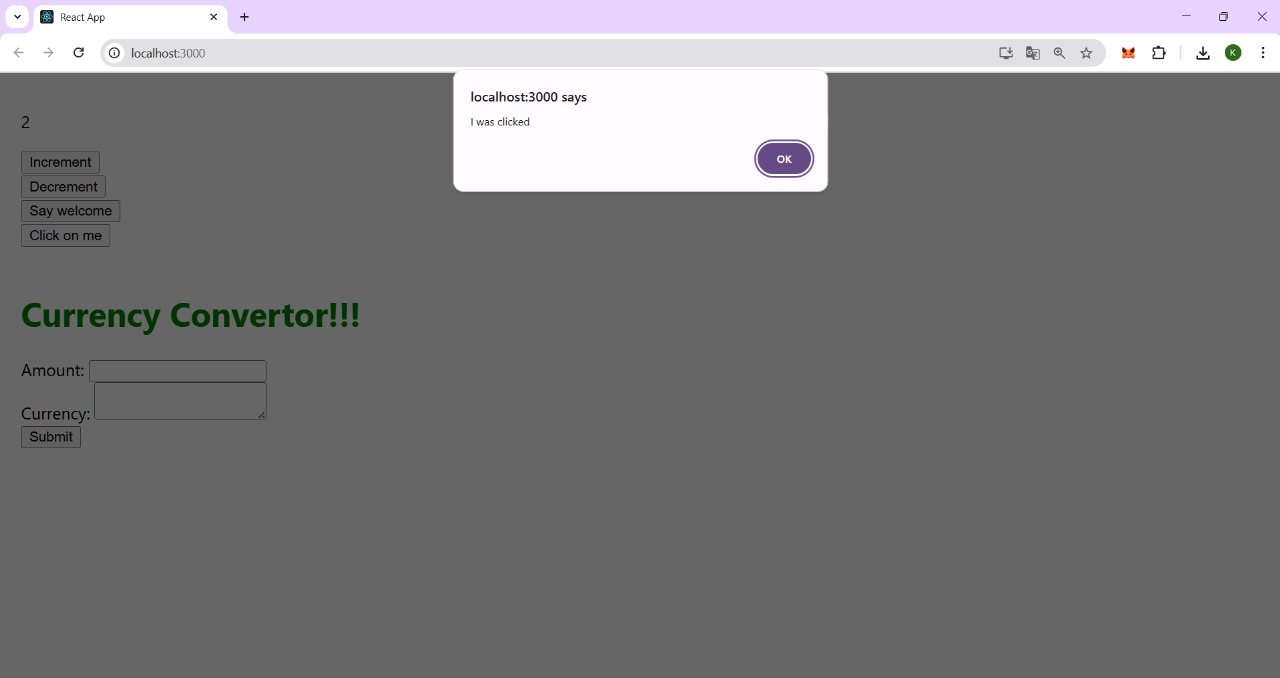 React App
localhost:3000
K
localhost:3000 says
I was clicked
OK
2
Increment
Decrement
Say welcome
Click on me
Currency Convertor!!!
Amount:
Currency:
Submit